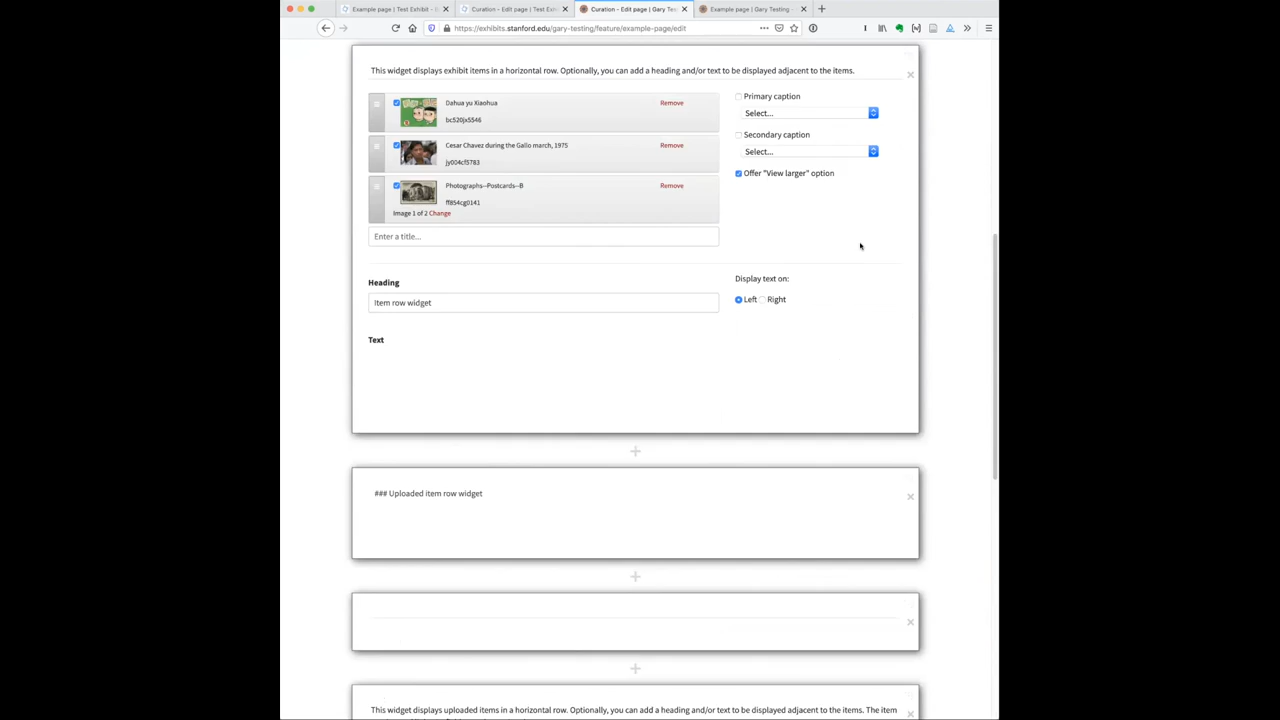 Example page | Test Exhibit - G
Curation - Edit page | Test Exh
Curation - Edit page | Gary Tes
Example page | Gary Testing -
https://exhibits.stanford.edu/gary-testing/feature/example-page/edit
This widget displays exhibit items in a horizontal row. Optionally, you can add a heading and/or text to be displayed adjacent to the items.
Dahua yu Xiaohua
Remove
bc520jx5546
Cesar Chavez during the Gallo march, 1975
Remove
jy004cf3783
Photographs--Postcards--B
Remove
ff854cg0141
Image 1 of 2 Change
Enter a title...
Primary caption
Select...
Secondary caption
Select...
Offer "View larger" option
Heading
Item row widget
Display text on:
Left Right
Text
### Uploaded item row widget
This widget displays uploaded items in a horizontal row. Optionally, you can add a heading and/or text to be displayed adjacent to the items. The item